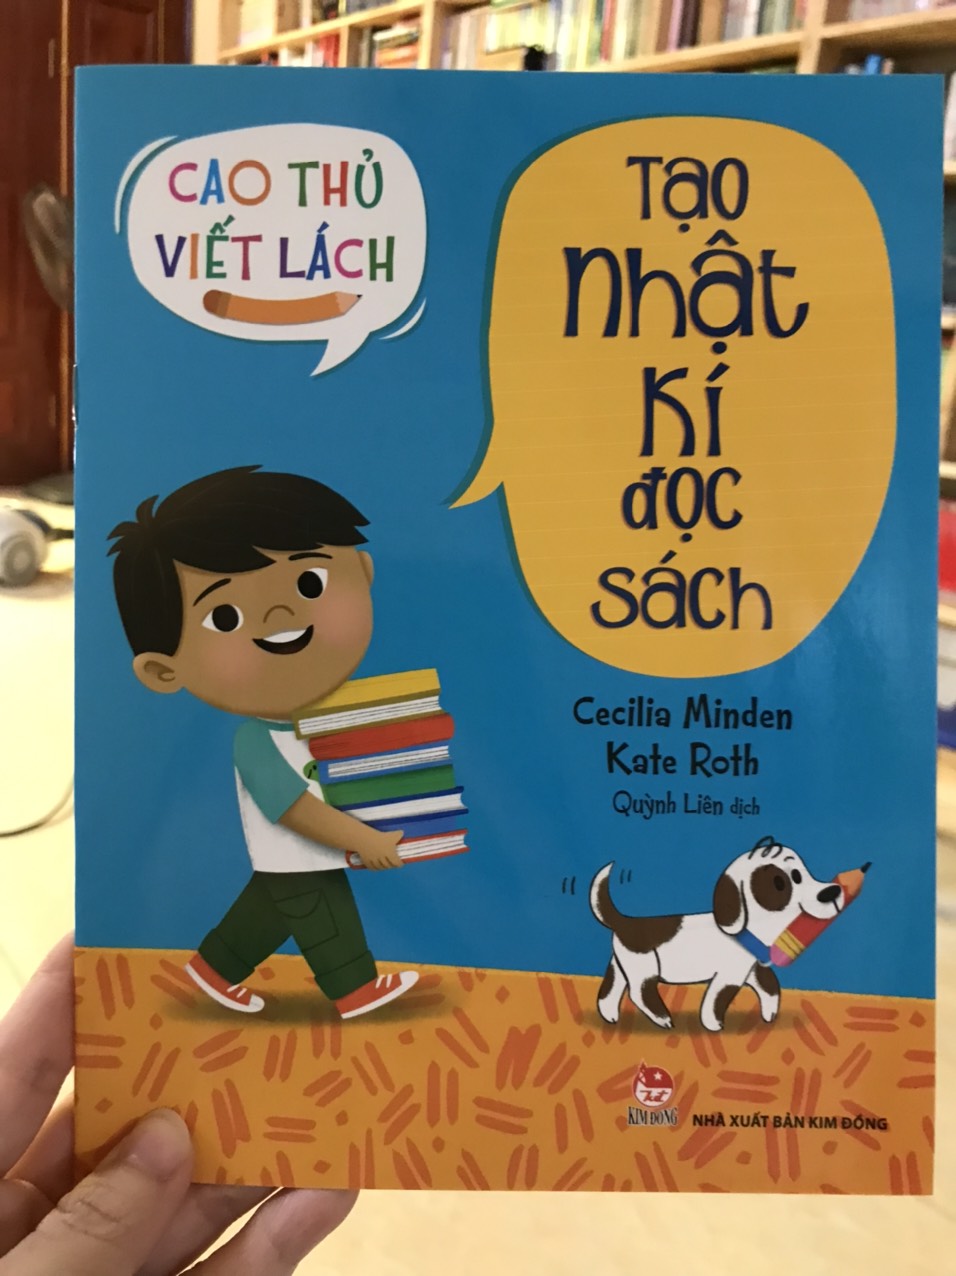 CAO THỦ
VIẾT LÁCH
TẠO
NHẬT
KÍ
ĐỌC
SÁCH
Cecilia Minden
Kate Roth
Quỳnh Liên dịch
KIM ĐỒNG
NHÀ XUẤT BẢN KIM ĐỒNG